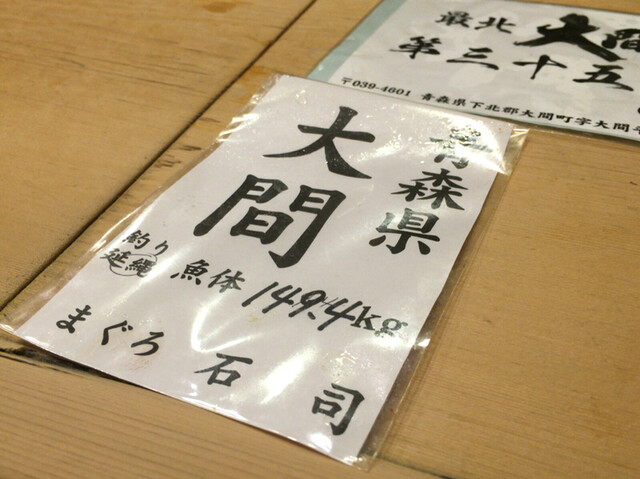 青森県
大間
釣り
延縄
魚体 149.4kg
まぐろ 石司
最北 大間
第三十五
〒039-4601 青森県下北郡大間町字大間